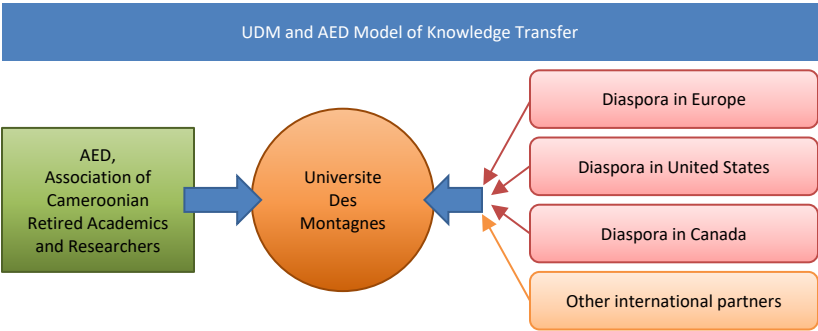 UDM and AED Model of Knowledge Transfer
AED,
Association of
Cameroonian
Retired Academics
and Researchers
Universite
Des
Montagnes
Diaspora in Europe
Diaspora in United States
Diaspora in Canada
Other international partners